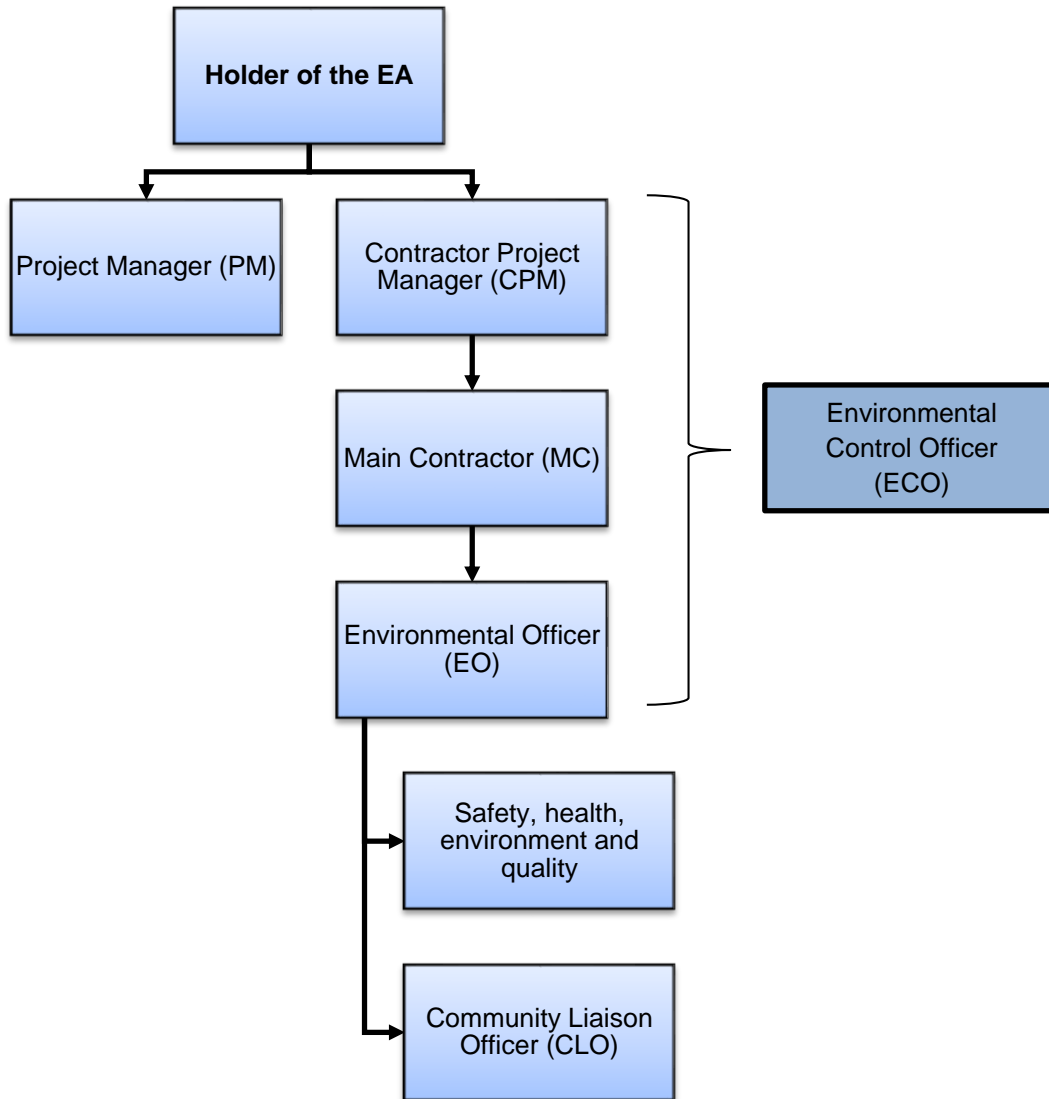 Holder of the EA
Project Manager (PM)
Contractor Project
Manager (CPM)
Main Contractor (MC)
Environmental
Control Officer
(ECO)
Environmental Officer
(EO)
Safety, health,
environment and
quality
Community Liaison
Officer (CLO)